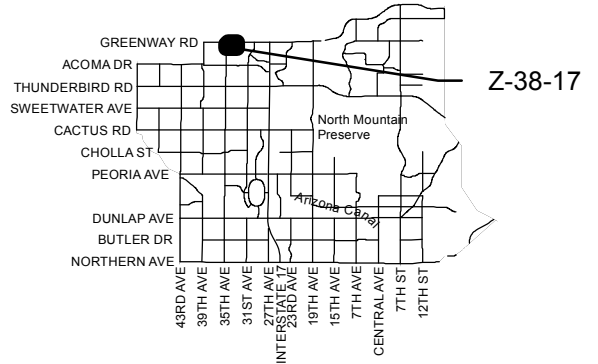 GREENWAY RD
ACOMA DR
THUNDERBIRD RD
SWEETWATER AVE
CACTUS RD
CHOLLA ST
PEORIA AVE
DUNLAP AVE
BUTLER DR
NORTHERN AVE
Z-38-17
North Mountain
Preserve
Arizona Canal
43RD AVE
39TH AVE
35TH AVE
31ST AVE
27TH AVE
INTERSTATE 17
23RD AVE
19TH AVE
15TH AVE
7TH AVE
CENTRAL AVE
7TH ST
12TH ST